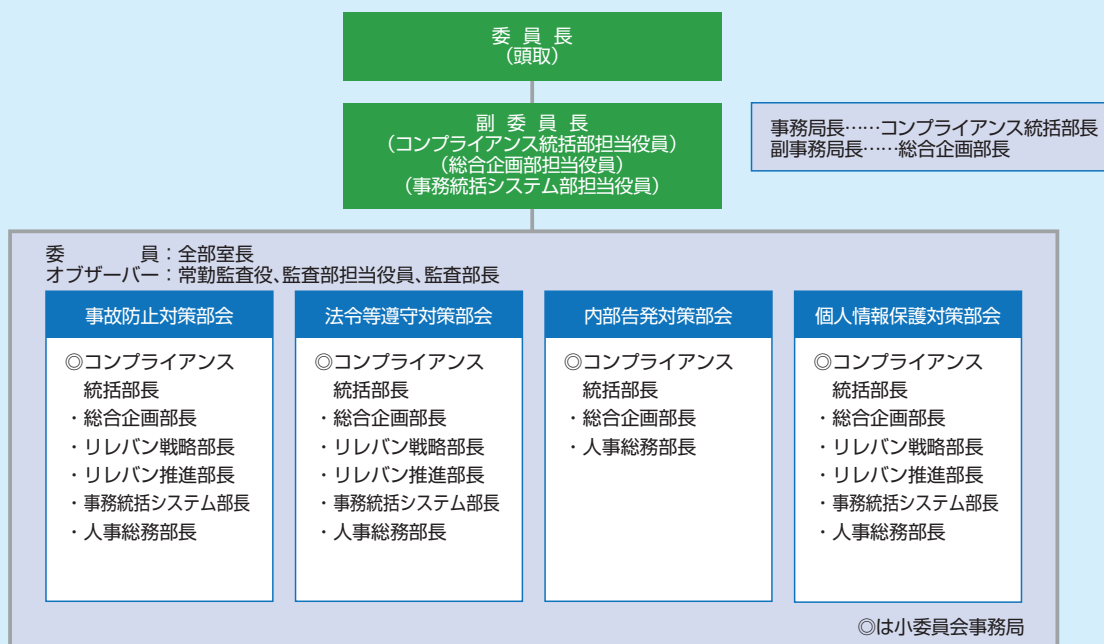 委員長
（頭取）
副委員長
（コンプライアンス統括部担当役員）
（総合企画部担当役員）
（事務統括システム部担当役員）
事務局長……コンプライアンス統括部長
副事務局長……総合企画部長
委　　　員：全部室長
オブザーバー：常勤監査役、監査部担当役員、監査部長
事故防止対策部会
◎コンプライアンス
統括部長
・総合企画部長
・リレバン戦略部長
・リレバン推進部長
・事務統括システム部長
・人事総務部長
法令等遵守対策部会
◎コンプライアンス
統括部長
・総合企画部長
・リレバン戦略部長
・リレバン推進部長
・事務統括システム部長
・人事総務部長
内部告発対策部会
◎コンプライアンス
統括部長
・総合企画部長
・人事総務部長
個人情報保護対策部会
◎コンプライアンス
統括部長
・総合企画部長
・リレバン戦略部長
・リレバン推進部長
・事務統括システム部長
・人事総務部長
◎は小委員会事務局